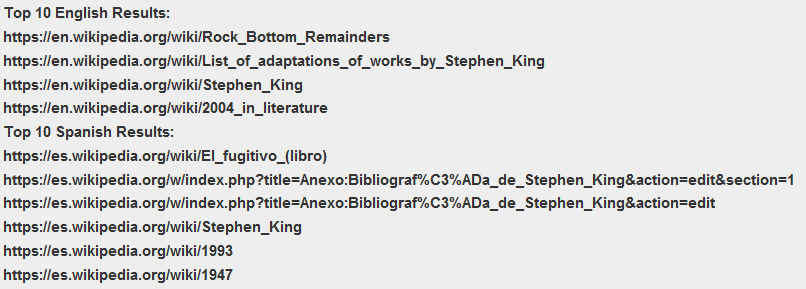 Top 10 English Results:
https://en.wikipedia.org/wiki/Rock_Bottom_Remainders
https://en.wikipedia.org/wiki/List_of_adaptations_of_works_by_Stephen_King
https://en.wikipedia.org/wiki/Stephen_King
https://en.wikipedia.org/wiki/2004_in_literature
Top 10 Spanish Results:
https://es.wikipedia.org/wiki/El_fugitivo_(libro)
https://es.wikipedia.org/w/index.php?title=Anexo:Bibliograf%C3%ADa_de_Stephen_King&action=edit&section=1
https://es.wikipedia.org/w/index.php?title=Anexo:Bibliograf%C3%ADa_de_Stephen_King&action=edit
https://es.wikipedia.org/wiki/Stephen_King
https://es.wikipedia.org/wiki/1993
https://es.wikipedia.org/wiki/1947